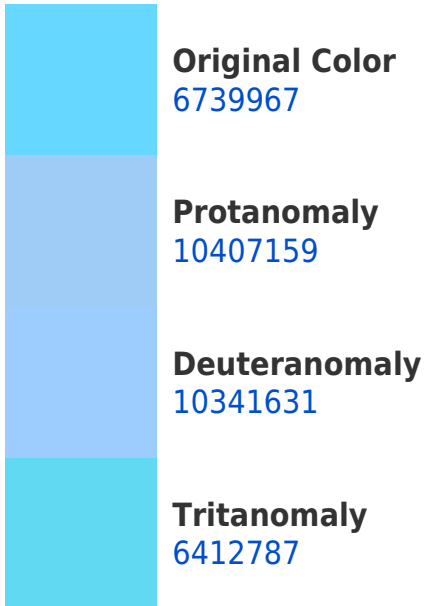 Original Color
6739967
Protanomaly
10407159
Deuteranomaly
10341631
Tritanomaly
6412787